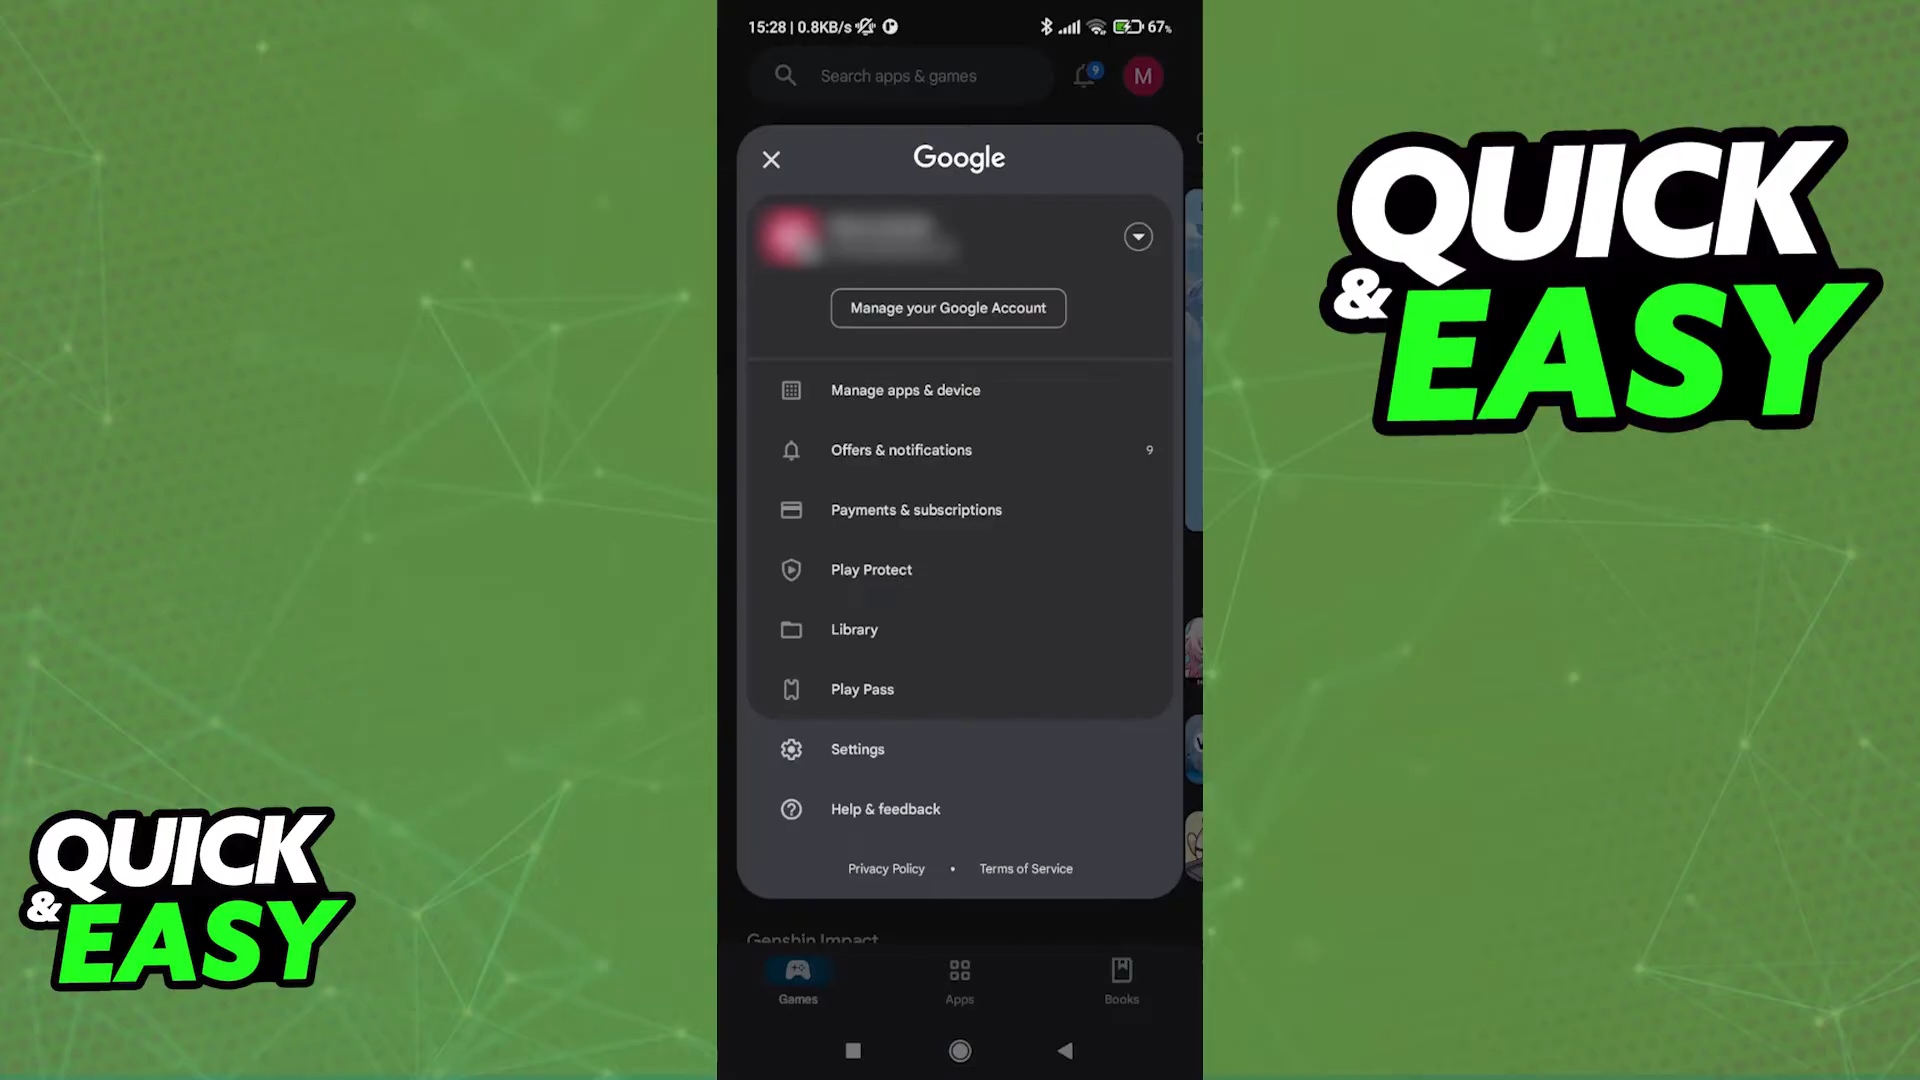 15:28 | 0.8KB/s
67%
Search apps & games
9
M
Google
Manage your Google Account
Manage apps & device
Offers & notifications
9
Payments & subscriptions
Play Protect
Library
Play Pass
Settings
Help & feedback
Privacy Policy • Terms of Service
Genshin Impact
Games
Apps
Books
QUICK
& EASY
QUICK
& EASY